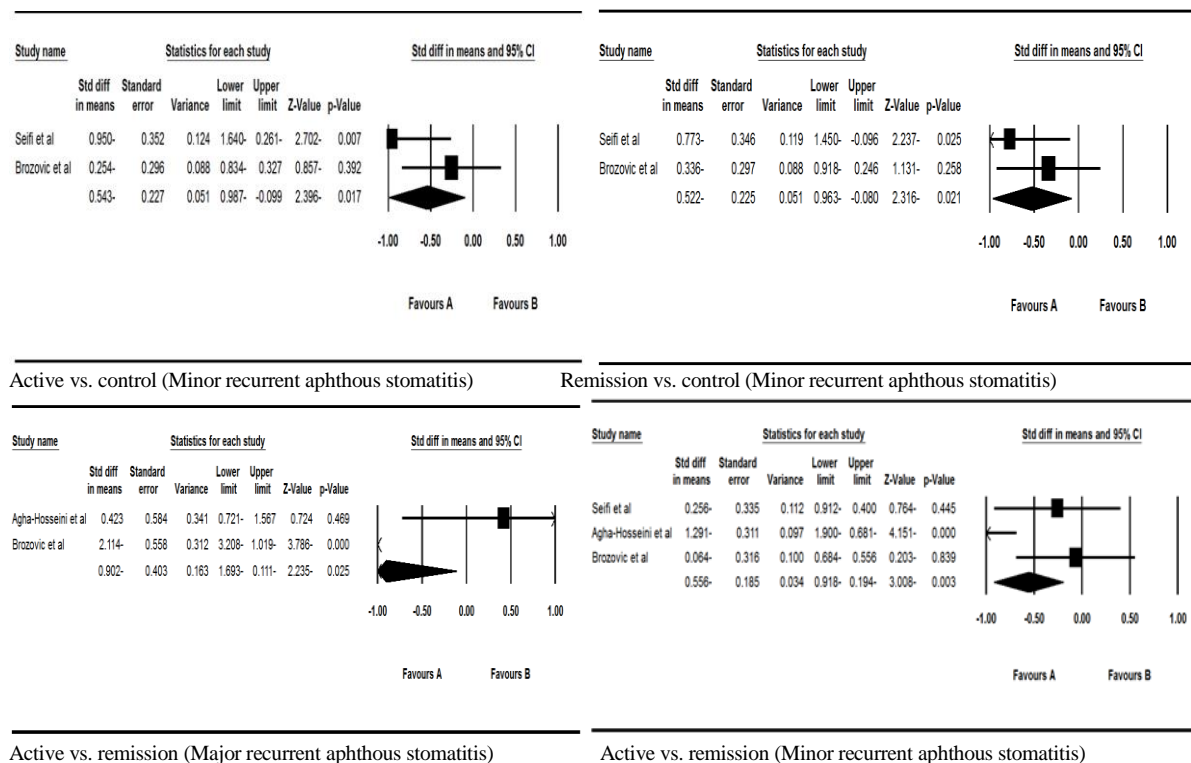 Study name Statistics for each study Std diff in means and 95% CI
Std diff Standard Lower Upper
in means error Variance limit limit Z-Value p-Value
Seifi et al 0.950- 0.352 0.124 1.640- 0.261- 2.702- 0.007
Brozovic et al 0.254- 0.296 0.088 0.834- 0.327 0.857- 0.392
0.543- 0.227 0.051 0.987- -0.099 2.396- 0.017
-1.00 -0.50 0.00 0.50 1.00
Favours A Favours B
Active vs. control (Minor recurrent aphthous stomatitis)
Study name Statistics for each study Std diff in means and 95% CI
Std diff Standard Lower Upper
in means error Variance limit limit Z-Value p-Value
Seifi et al 0.773- 0.346 0.119 1.450- -0.096 2.237- 0.025
Brozovic et al 0.336- 0.297 0.088 0.918- 0.246 1.131- 0.258
0.522- 0.225 0.051 0.963- -0.080 2.316- 0.021
-1.00 -0.50 0.00 0.50 1.00
Favours A Favours B
Remission vs. control (Minor recurrent aphthous stomatitis)
Study name Statistics for each study Std diff in means and 95% CI
Std diff Standard Lower Upper
in means error Variance limit limit Z-Value p-Value
Agha-Hosseini et al 0.423 0.584 0.341 0.721- 1.567 0.724 0.469
Brozovic et al 2.114- 0.558 0.312 3.208- 1.019- 3.786- 0.000
0.902- 0.403 0.163 1.693- 0.111- 2.235- 0.025
-1.00 -0.50 0.00 0.50 1.00
Favours A Favours B
Active vs. remission (Major recurrent aphthous stomatitis)
Study name Statistics for each study Std diff in means and 95% CI
Std diff Standard Lower Upper
in means error Variance limit limit Z-Value p-Value
Seifi et al 0.256- 0.335 0.112 0.912- 0.400 0.764- 0.445
Agha-Hosseini et al 1.291- 0.311 0.097 1.900- 0.681- 4.151- 0.000
Brozovic et al 0.064- 0.316 0.100 0.684- 0.556 0.203- 0.839
0.556- 0.185 0.034 0.918- 0.194- 3.008- 0.003
-1.00 -0.50 0.00 0.50 1.00
Favours A Favours B
Active vs. remission (Minor recurrent aphthous stomatitis)